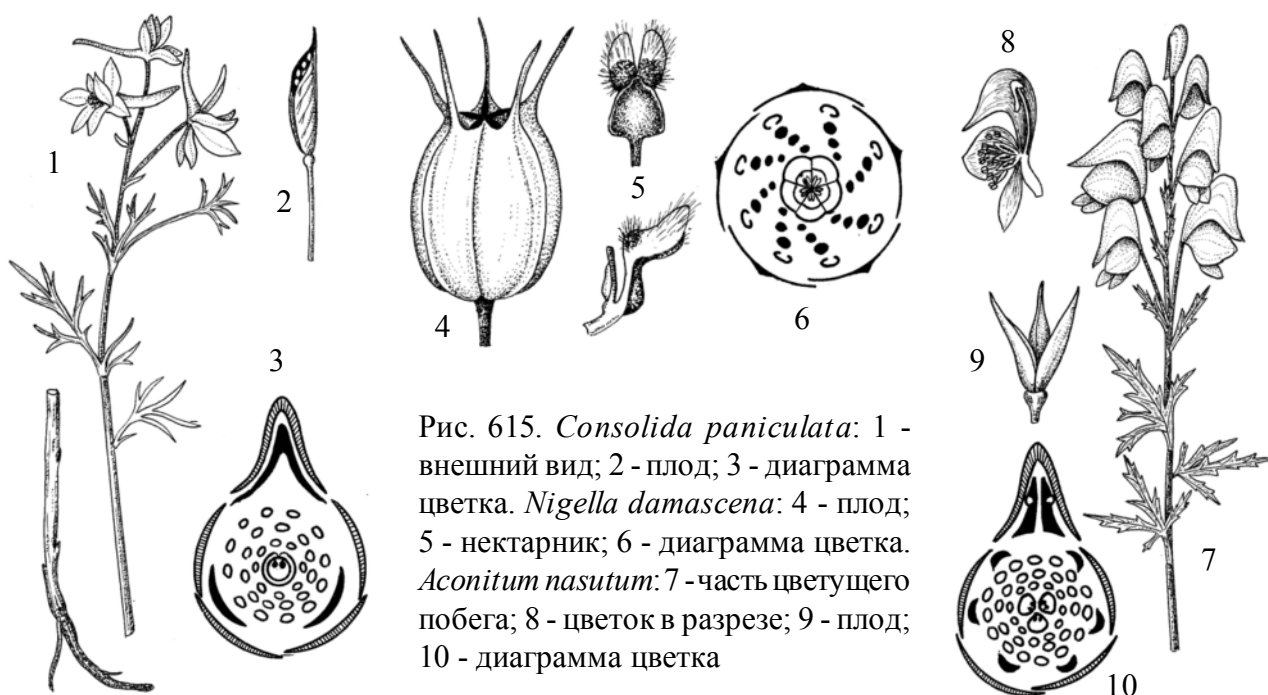 1
2
3
4
5
6
8
9
7
10
Рис. 615. Consolida paniculata: 1 -
внешний вид; 2 - плод; 3 - диаграмма
цветка. Nigella damascena: 4 - плод;
5 - нектарник; 6 - диаграмма цветка.
Aconitum nasutum: 7 - часть цветущего
побега; 8 - цветок в разрезе; 9 - плод;
10 - диаграмма цветка